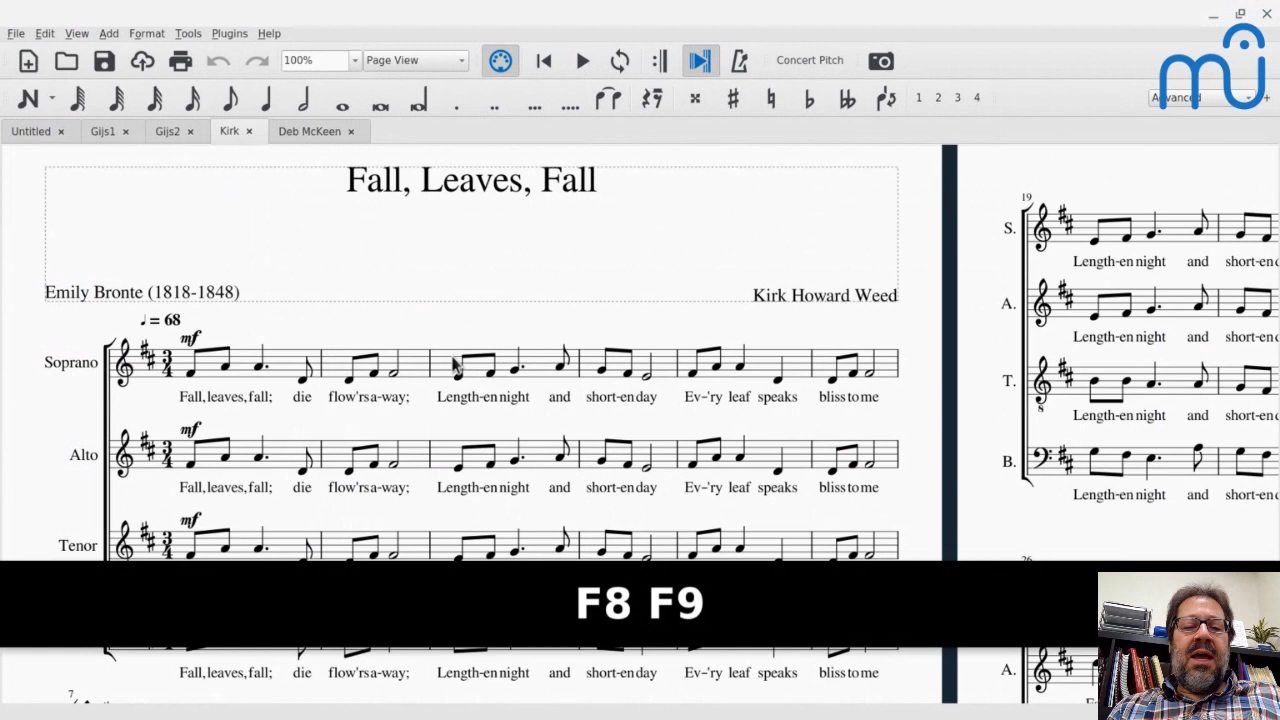 File Edit View Add Format Tools Plugins Help
100% Page View Concert Pitch
1 2 3 4 Advanced +
Untitled × Gijs1 × Gijs2 × Kirk × Deb McKeen ×
Fall, Leaves, Fall
Emily Bronte (1818-1848)
Kirk Howard Weed
♩ = 68
mf
Soprano
Fall, leaves, fall; die flow'rs a-way; Length-en night and short-en day Ev-'ry leaf speaks bliss to me
mf
Alto
Fall, leaves, fall; die flow'rs a-way; Length-en night and short-en day Ev-'ry leaf speaks bliss to me
mf
Tenor
Fall, leaves, fall; die flow'rs a-way; Length-en night and short-en day Ev-'ry leaf speaks bliss to me
7
19
S.
Length-en night and short-en
A.
Length-en night and short-en
T.
8
Length-en night and short-en
B.
Length-en night and short-en
26
A.
F8 F9
mu